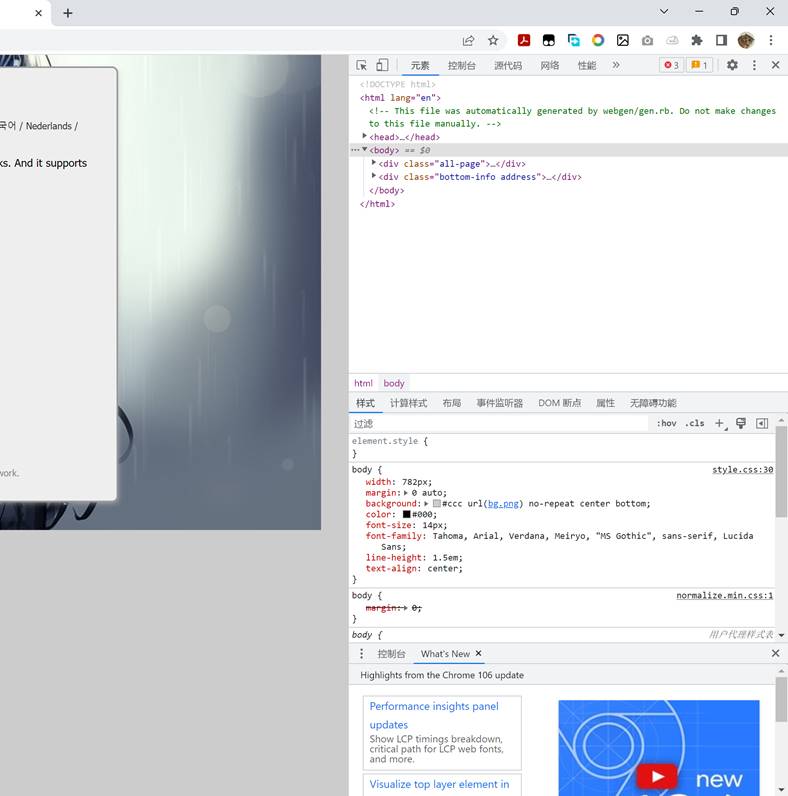 국어 / Nederlands /
ks. And it supports
work.
元素 控制台 源代码 网络 性能 » 3 1
<!DOCTYPE html>
<html lang="en">
<!-- This file was automatically generated by webgen/gen.rb. Do not make changes
to this file manually. -->
<head>…</head>
<body> == $0
<div class="all-page">…</div>
<div class="bottom-info address">…</div>
</body>
</html>
html body
样式 计算样式 布局 事件监听器 DOM 断点 属性 无障碍功能
过滤 :hov .cls
element.style {
}
body { style.css:30
width: 782px;
margin: 0 auto;
background: #ccc url(bg.png) no-repeat center bottom;
color: #000;
font-size: 14px;
font-family: Tahoma, Arial, Verdana, Meiryo, "MS Gothic", sans-serif, Lucida
Sans;
line-height: 1.5em;
text-align: center;
}
body { normalize.min.css:1
margin: 0;
}
body { 用户代理样式表
控制台 What's New
Highlights from the Chrome 106 update
Performance insights panel
updates
Show LCP timings breakdown,
critical path for LCP web fonts,
and more.
Visualize top layer element in
new